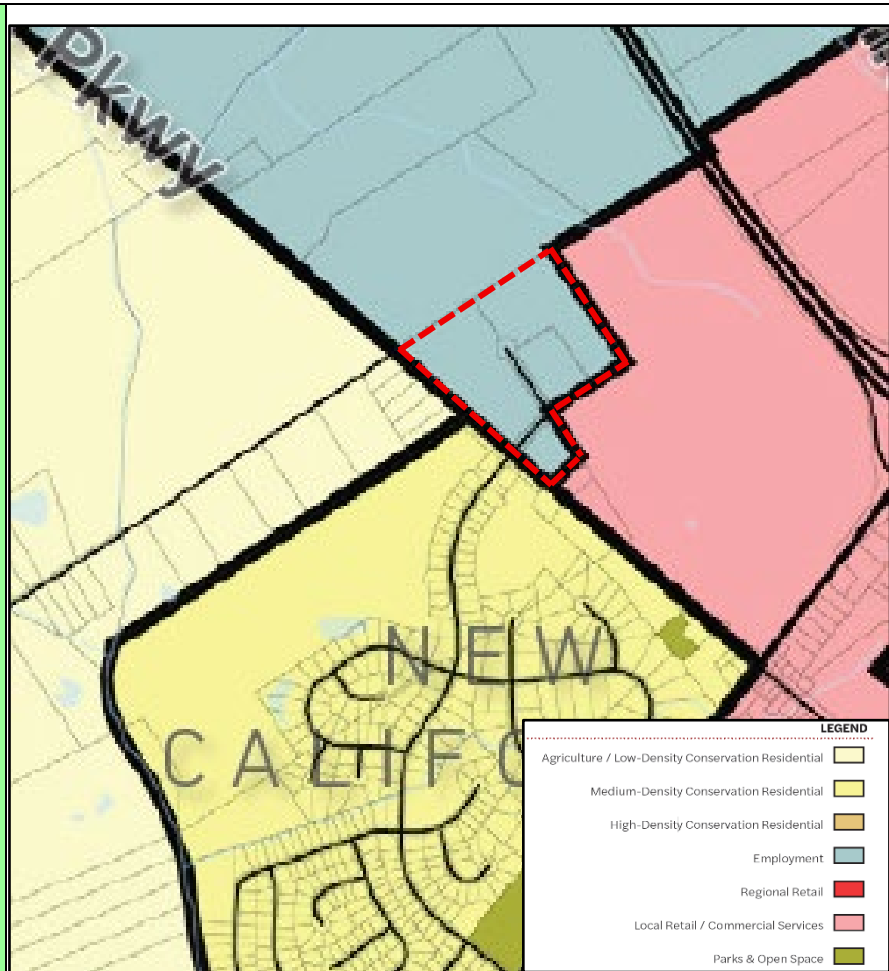 Pkwy
NEW
CALIFO
LEGEND
Agriculture / Low-Density Conservation Residential
Medium-Density Conservation Residential
High-Density Conservation Residential
Employment
Regional Retail
Local Retail / Commercial Services
Parks & Open Space